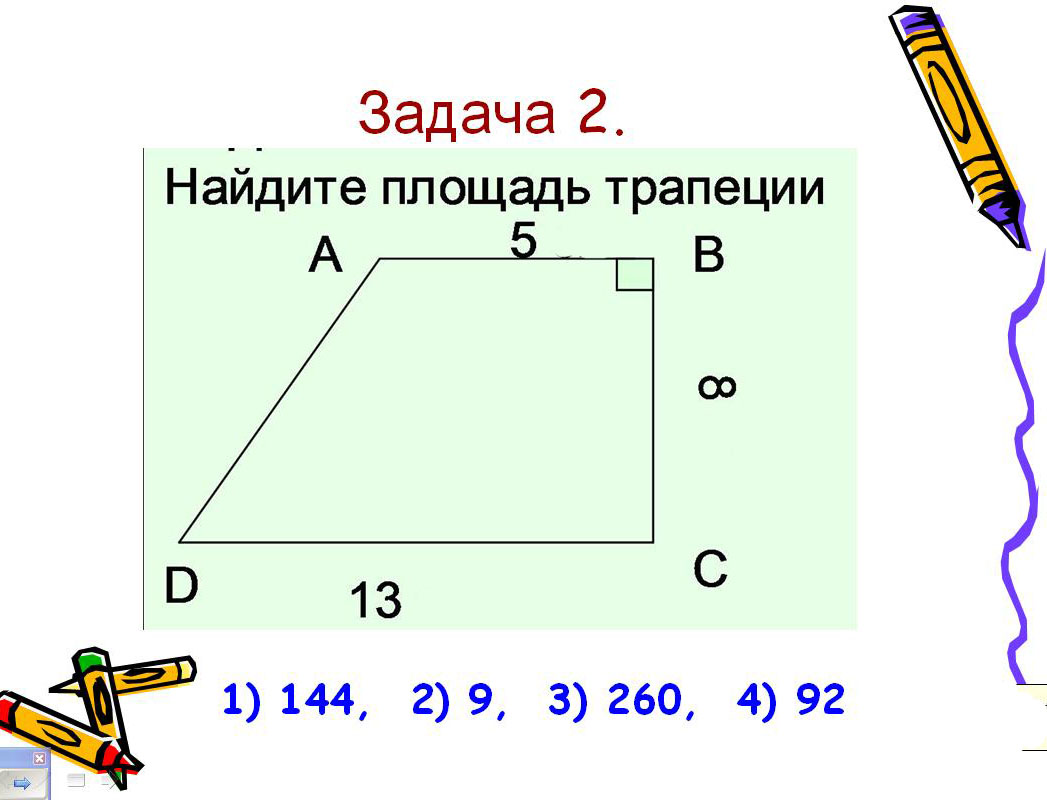 Задача 2.
Найдите площадь трапеции
5
A
B
8
D
13
C
1) 144, 2) 9, 3) 260, 4) 92